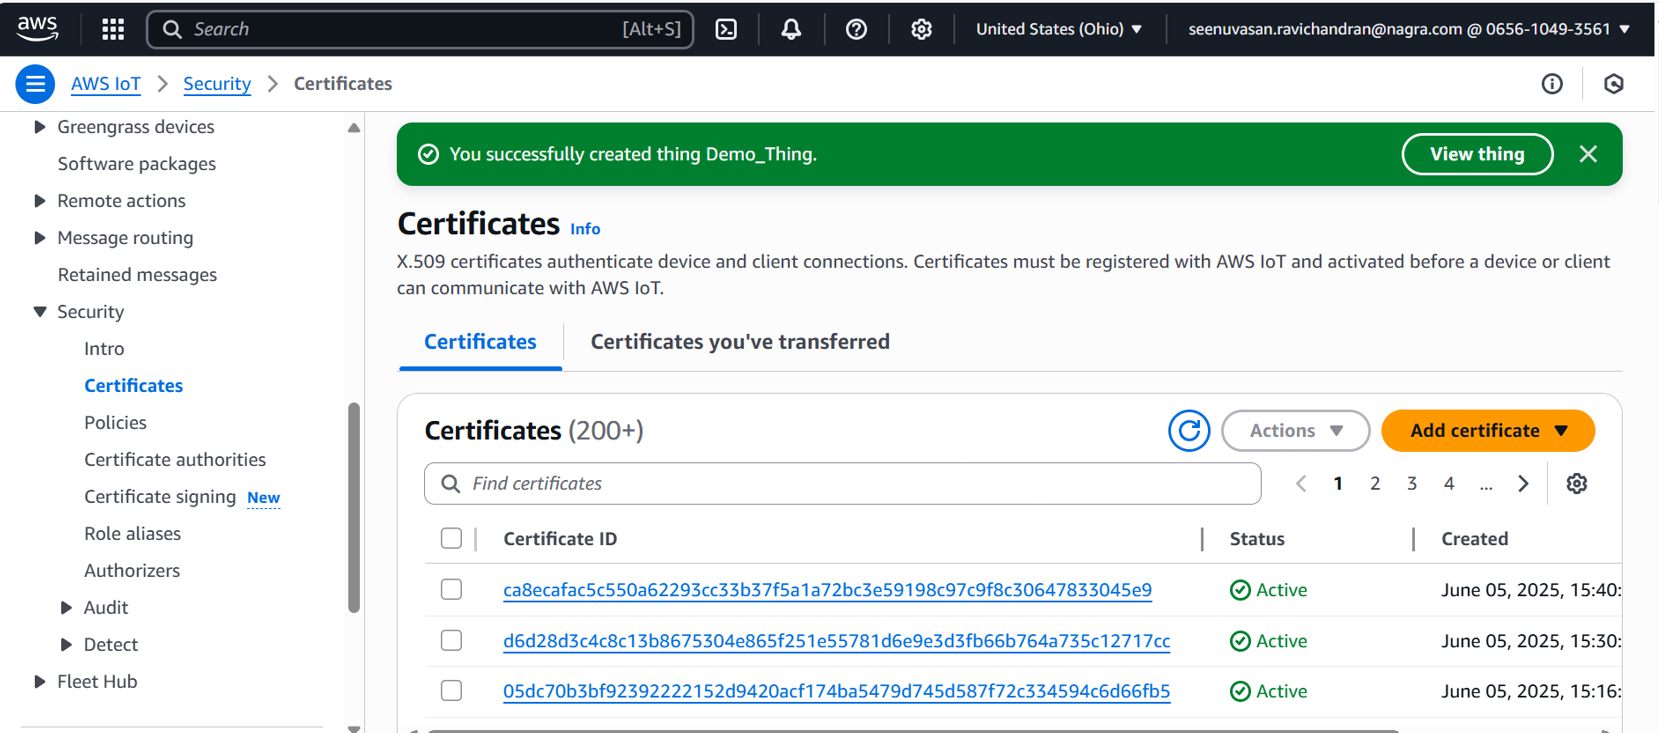 aws
Search [Alt+S]
United States (Ohio)
seenuvasan.ravichandran@nagra.com @ 0656-1049-3561
AWS IoT
Security
Certificates
Greengrass devices
Software packages
Remote actions
Message routing
Retained messages
Security
Intro
Certificates
Policies
Certificate authorities
Certificate signing New
Role aliases
Authorizers
Audit
Detect
Fleet Hub
You successfully created thing Demo_Thing.
View thing
Certificates Info
X.509 certificates authenticate device and client connections. Certificates must be registered with AWS IoT and activated before a device or client
can communicate with AWS IoT.
Certificates
Certificates you've transferred
Certificates (200+)
Actions
Add certificate
Find certificates
1 2 3 4 ...
Certificate ID Status Created
ca8ecafac5c550a62293cc33b37f5a1a72bc3e59198c97c9f8c30647833045e9 Active June 05, 2025, 15:40:
d6d28d3c4c8c13b8675304e865f251e55781d6e9e3d3fb66b764a735c12717cc Active June 05, 2025, 15:30:
05dc70b3bf92392222152d9420acf174ba5479d745d587f72c334594c6d66fb5 Active June 05, 2025, 15:16: